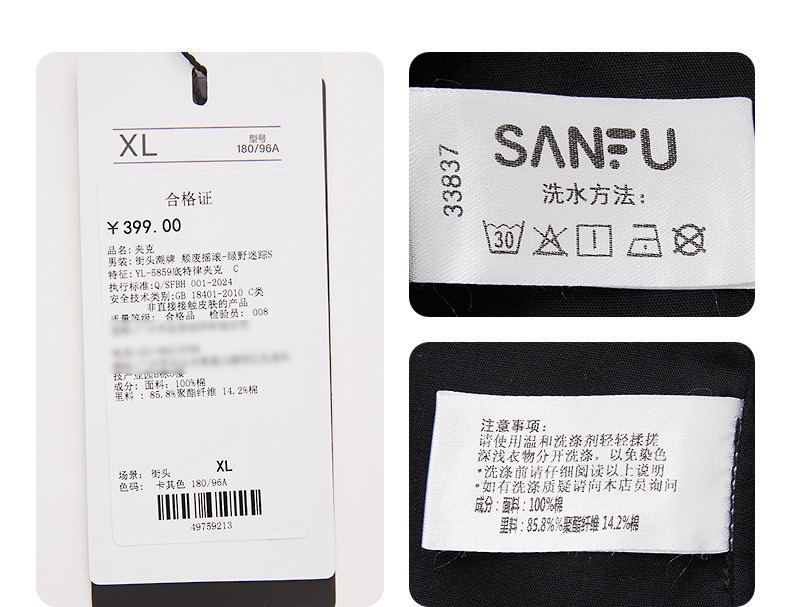 XL
型号
180/96A
合格证
￥399.00
品名: 夹克
男装: 街头潮牌 颓废摇滚-绿野迷踪S
特征: YL-5859底特律夹克 C
执行标准: Q/SFBH 001-2024
安全技术类别: GB 18401-2010 C类
非直接接触皮肤的产品
质量等级: 合格品 检验员: 008
成分: 面料: 100%棉
里料 : 85.8%聚酯纤维 14.2%棉
XL
场景: 街头
色码: 卡其色 180/96A
49759213
33837
SANFU
洗水方法:
30
注意事项:
请使用温和洗涤剂轻轻揉搓
深浅衣物分开洗涤, 以免染色
*洗涤前请仔细阅读以上说明
*如有洗涤质疑请向本店员询问
成分: 面料: 100%棉
里料: 85.8%%聚酯纤维 14.2%棉